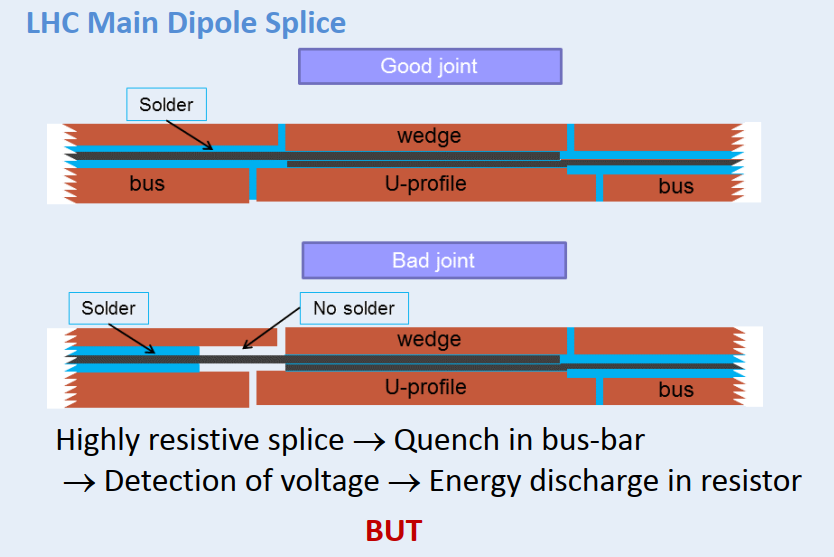 LHC Main Dipole Splice
Good joint
Solder
wedge
bus
U-profile
bus
Bad joint
Solder
No solder
wedge
U-profile
bus
Highly resistive splice → Quench in bus-bar
→ Detection of voltage → Energy discharge in resistor
BUT